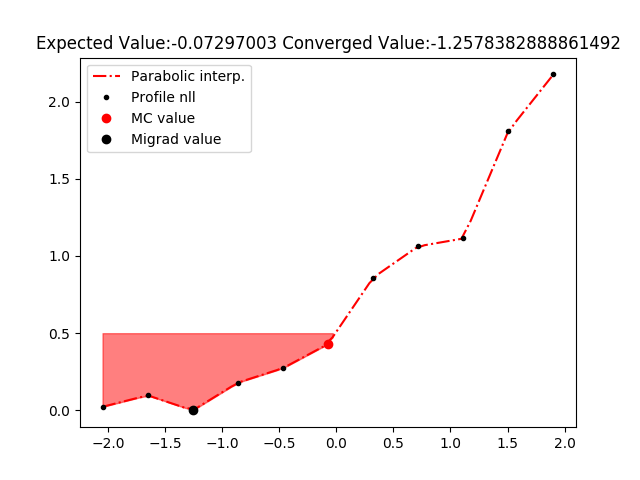 Expected Value:-0.07297003 Converged Value:-1.2578382888861492
Parabolic interp.
Profile nll
MC value
Migrad value
2.0
1.5
1.0
0.5
0.0
−2.0 −1.5 −1.0 −0.5 0.0 0.5 1.0 1.5 2.0